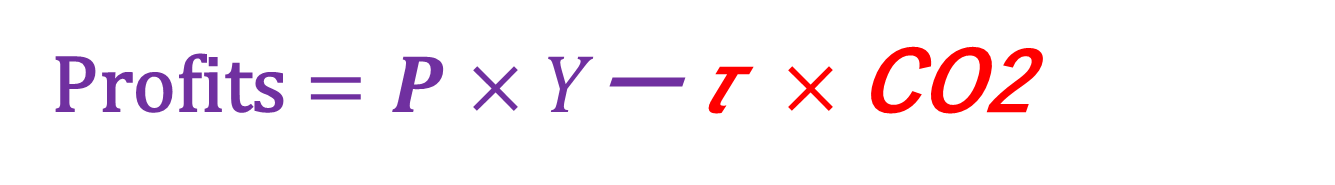 Profits = P × Y − τ × CO2